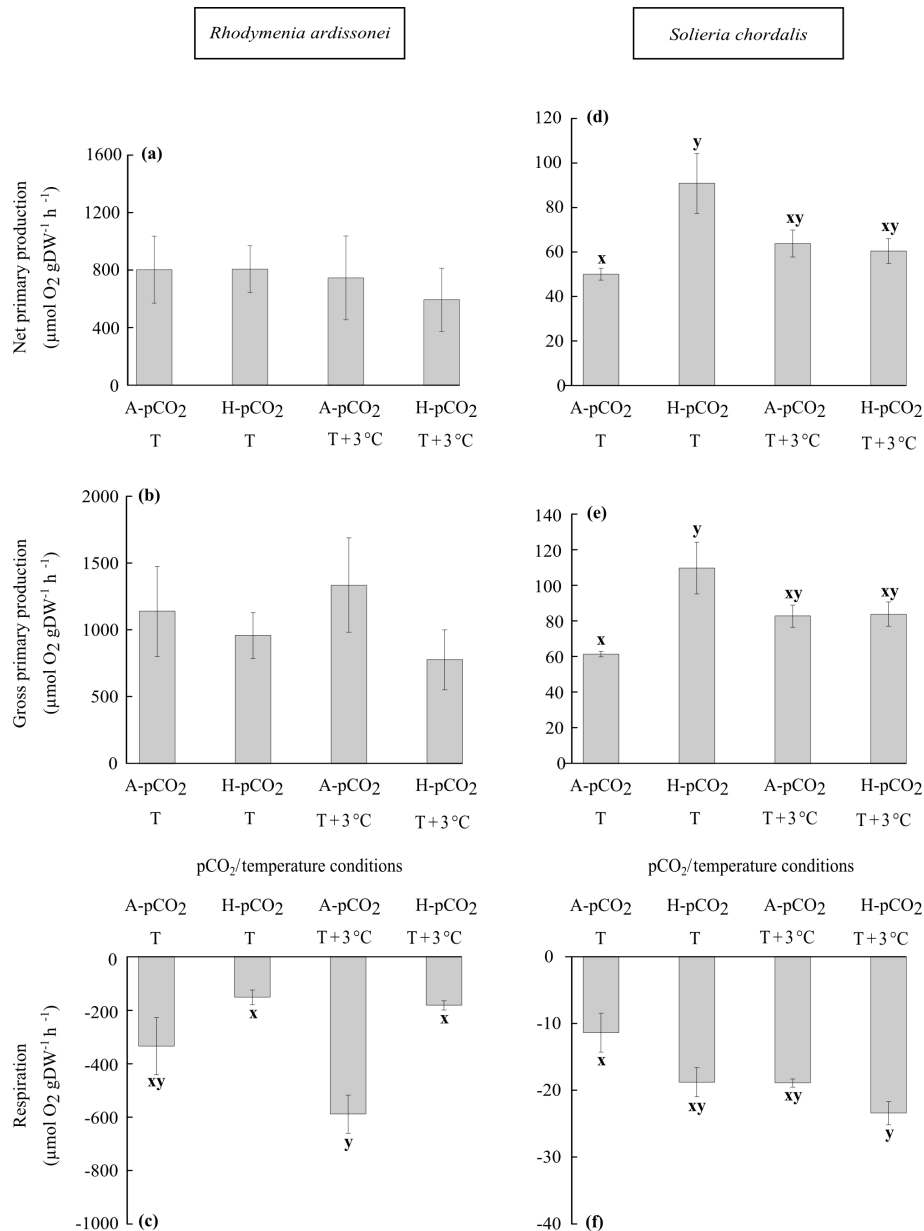 Rhodymenia ardissonei
Solieria chordalis
Net primary production
(µmol O2 gDW-1 h -1)
(a)
1600
1200
800
400
0
A-pCO2 H-pCO2 A-pCO2 H-pCO2
T T T+3°C T+3°C
(d)
120
100
80
60
40
20
0
x
y
xy
xy
A-pCO2 H-pCO2 A-pCO2 H-pCO2
T T T+3°C T+3°C
Gross primary production
(µmol O2 gDW-1 h -1)
(b)
2000
1500
1000
500
0
A-pCO2 H-pCO2 A-pCO2 H-pCO2
T T T+3°C T+3°C
(e)
140
120
100
80
60
40
20
0
x
y
xy
xy
A-pCO2 H-pCO2 A-pCO2 H-pCO2
T T T+3°C T+3°C
pCO2/temperature conditions
pCO2/temperature conditions
Respiration
(µmol O2 gDW-1 h -1)
A-pCO2 H-pCO2 A-pCO2 H-pCO2
T T T+3°C T+3°C
0
-200
-400
-600
-800
-1000
xy
x
y
x
(c)
A-pCO2 H-pCO2 A-pCO2 H-pCO2
T T T+3°C T+3°C
0
-10
-20
-30
-40
x
xy
xy
y
(f)